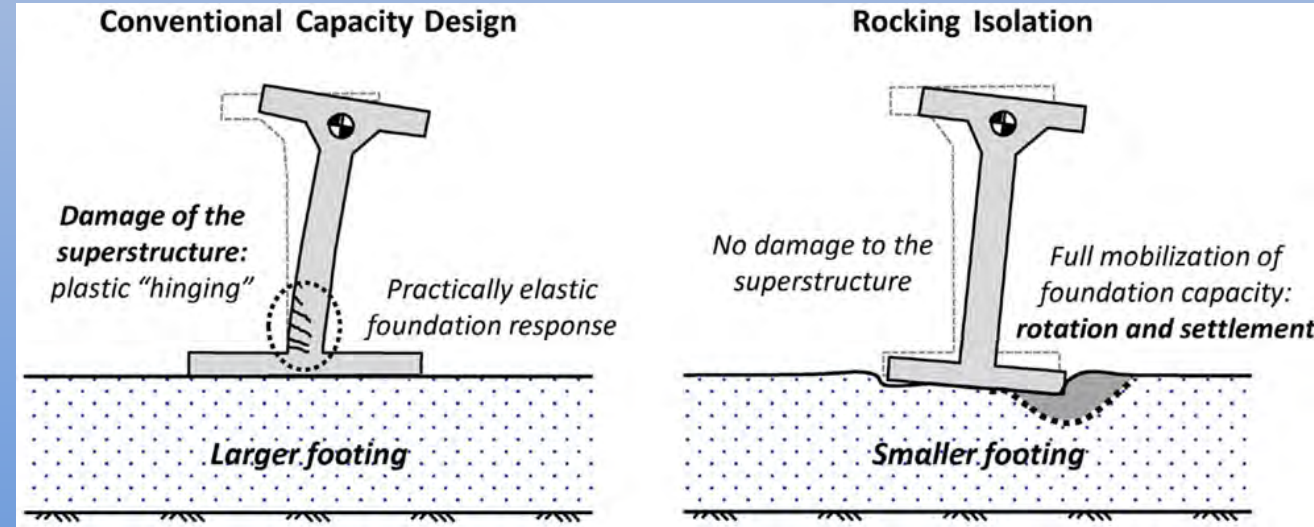 Conventional Capacity Design
Rocking Isolation
Damage of the
superstructure:
plastic “hinging”
Practically elastic
foundation response
Larger footing
No damage to the
superstructure
Full mobilization of
foundation capacity:
rotation and settlement
Smaller footing